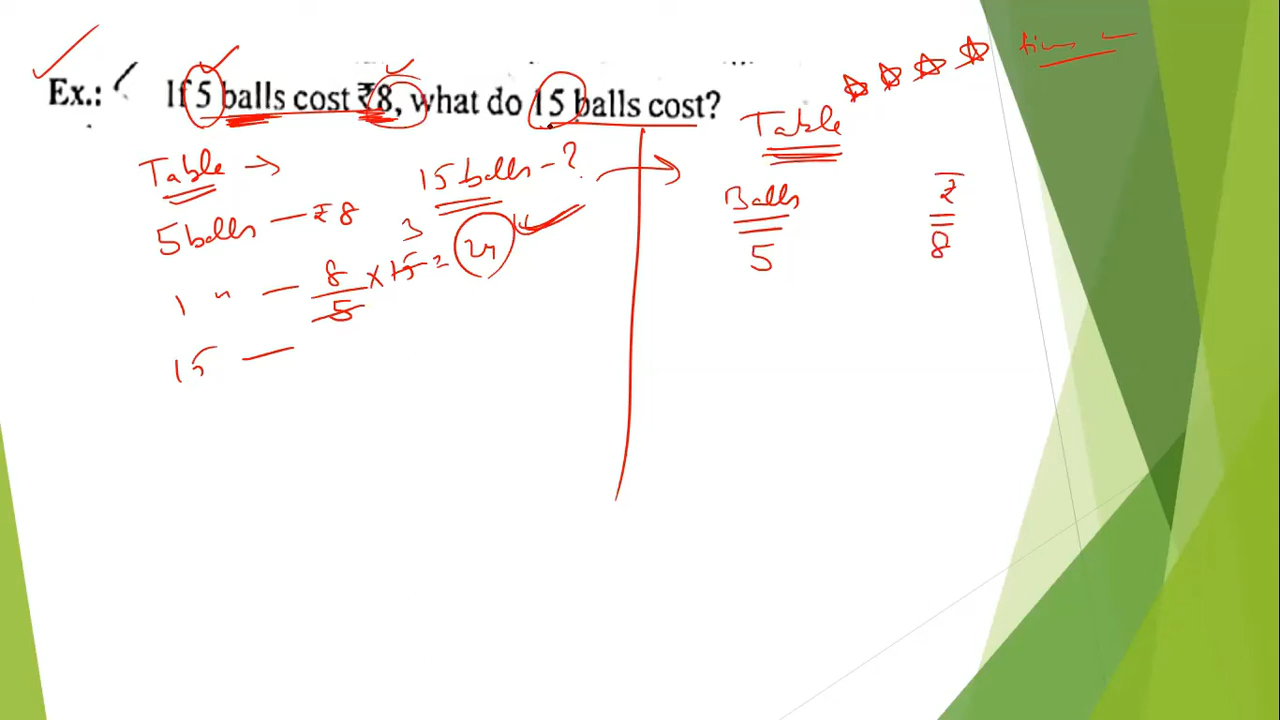 Ex.: If 5 balls cost ₹8, what do 15 balls cost?
Table →
15 balls - ?
5 balls — ₹8
1 " — 8/5 × 15 = 24
3
15 —
Table
Balls ₹
5 8